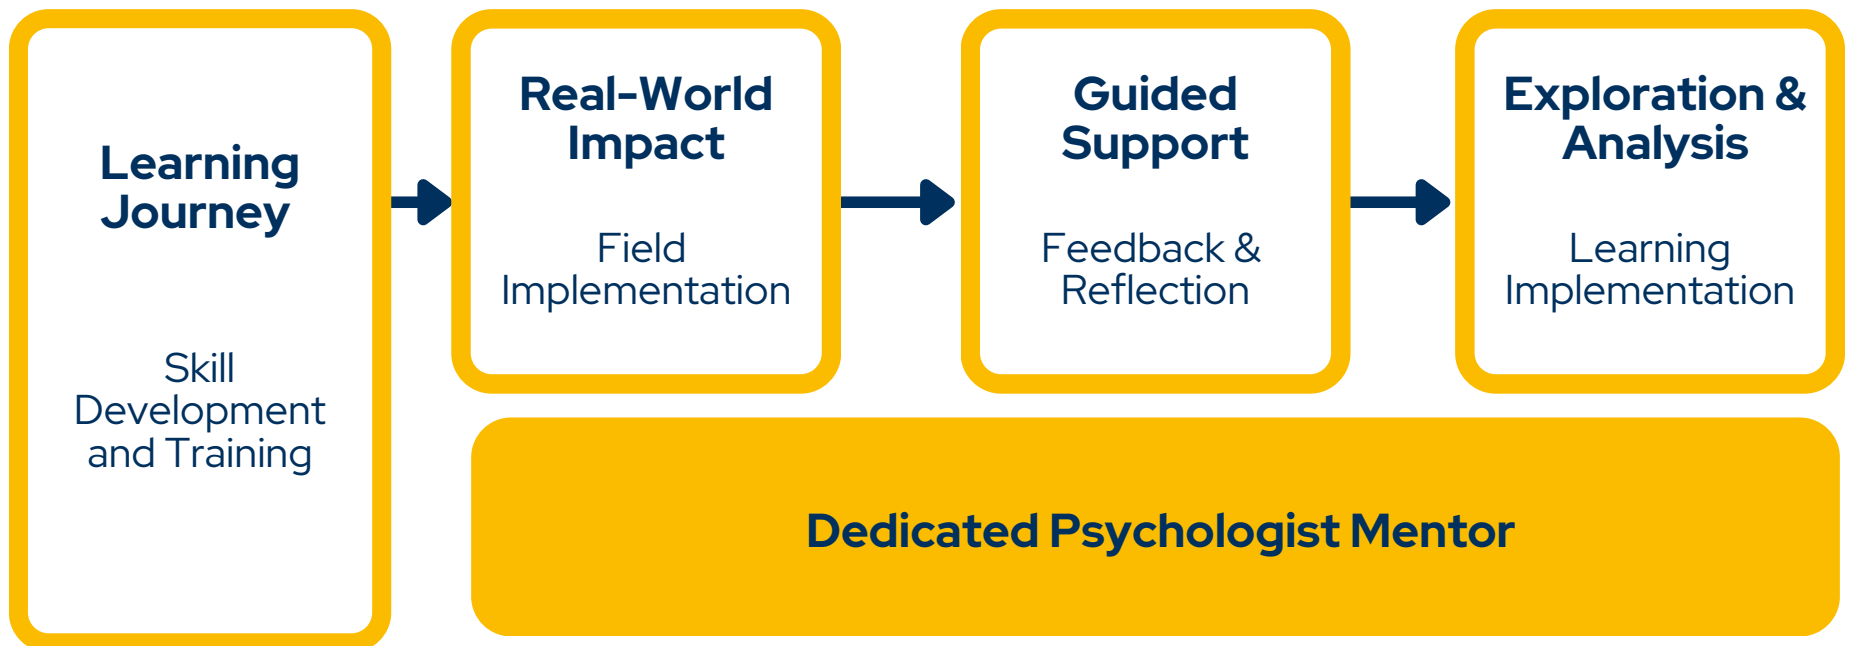 Learning
Journey
Skill
Development
and Training
Real-World
Impact
Field
Implementation
Guided
Support
Feedback &
Reflection
Exploration &
Analysis
Learning
Implementation
Dedicated Psychologist Mentor